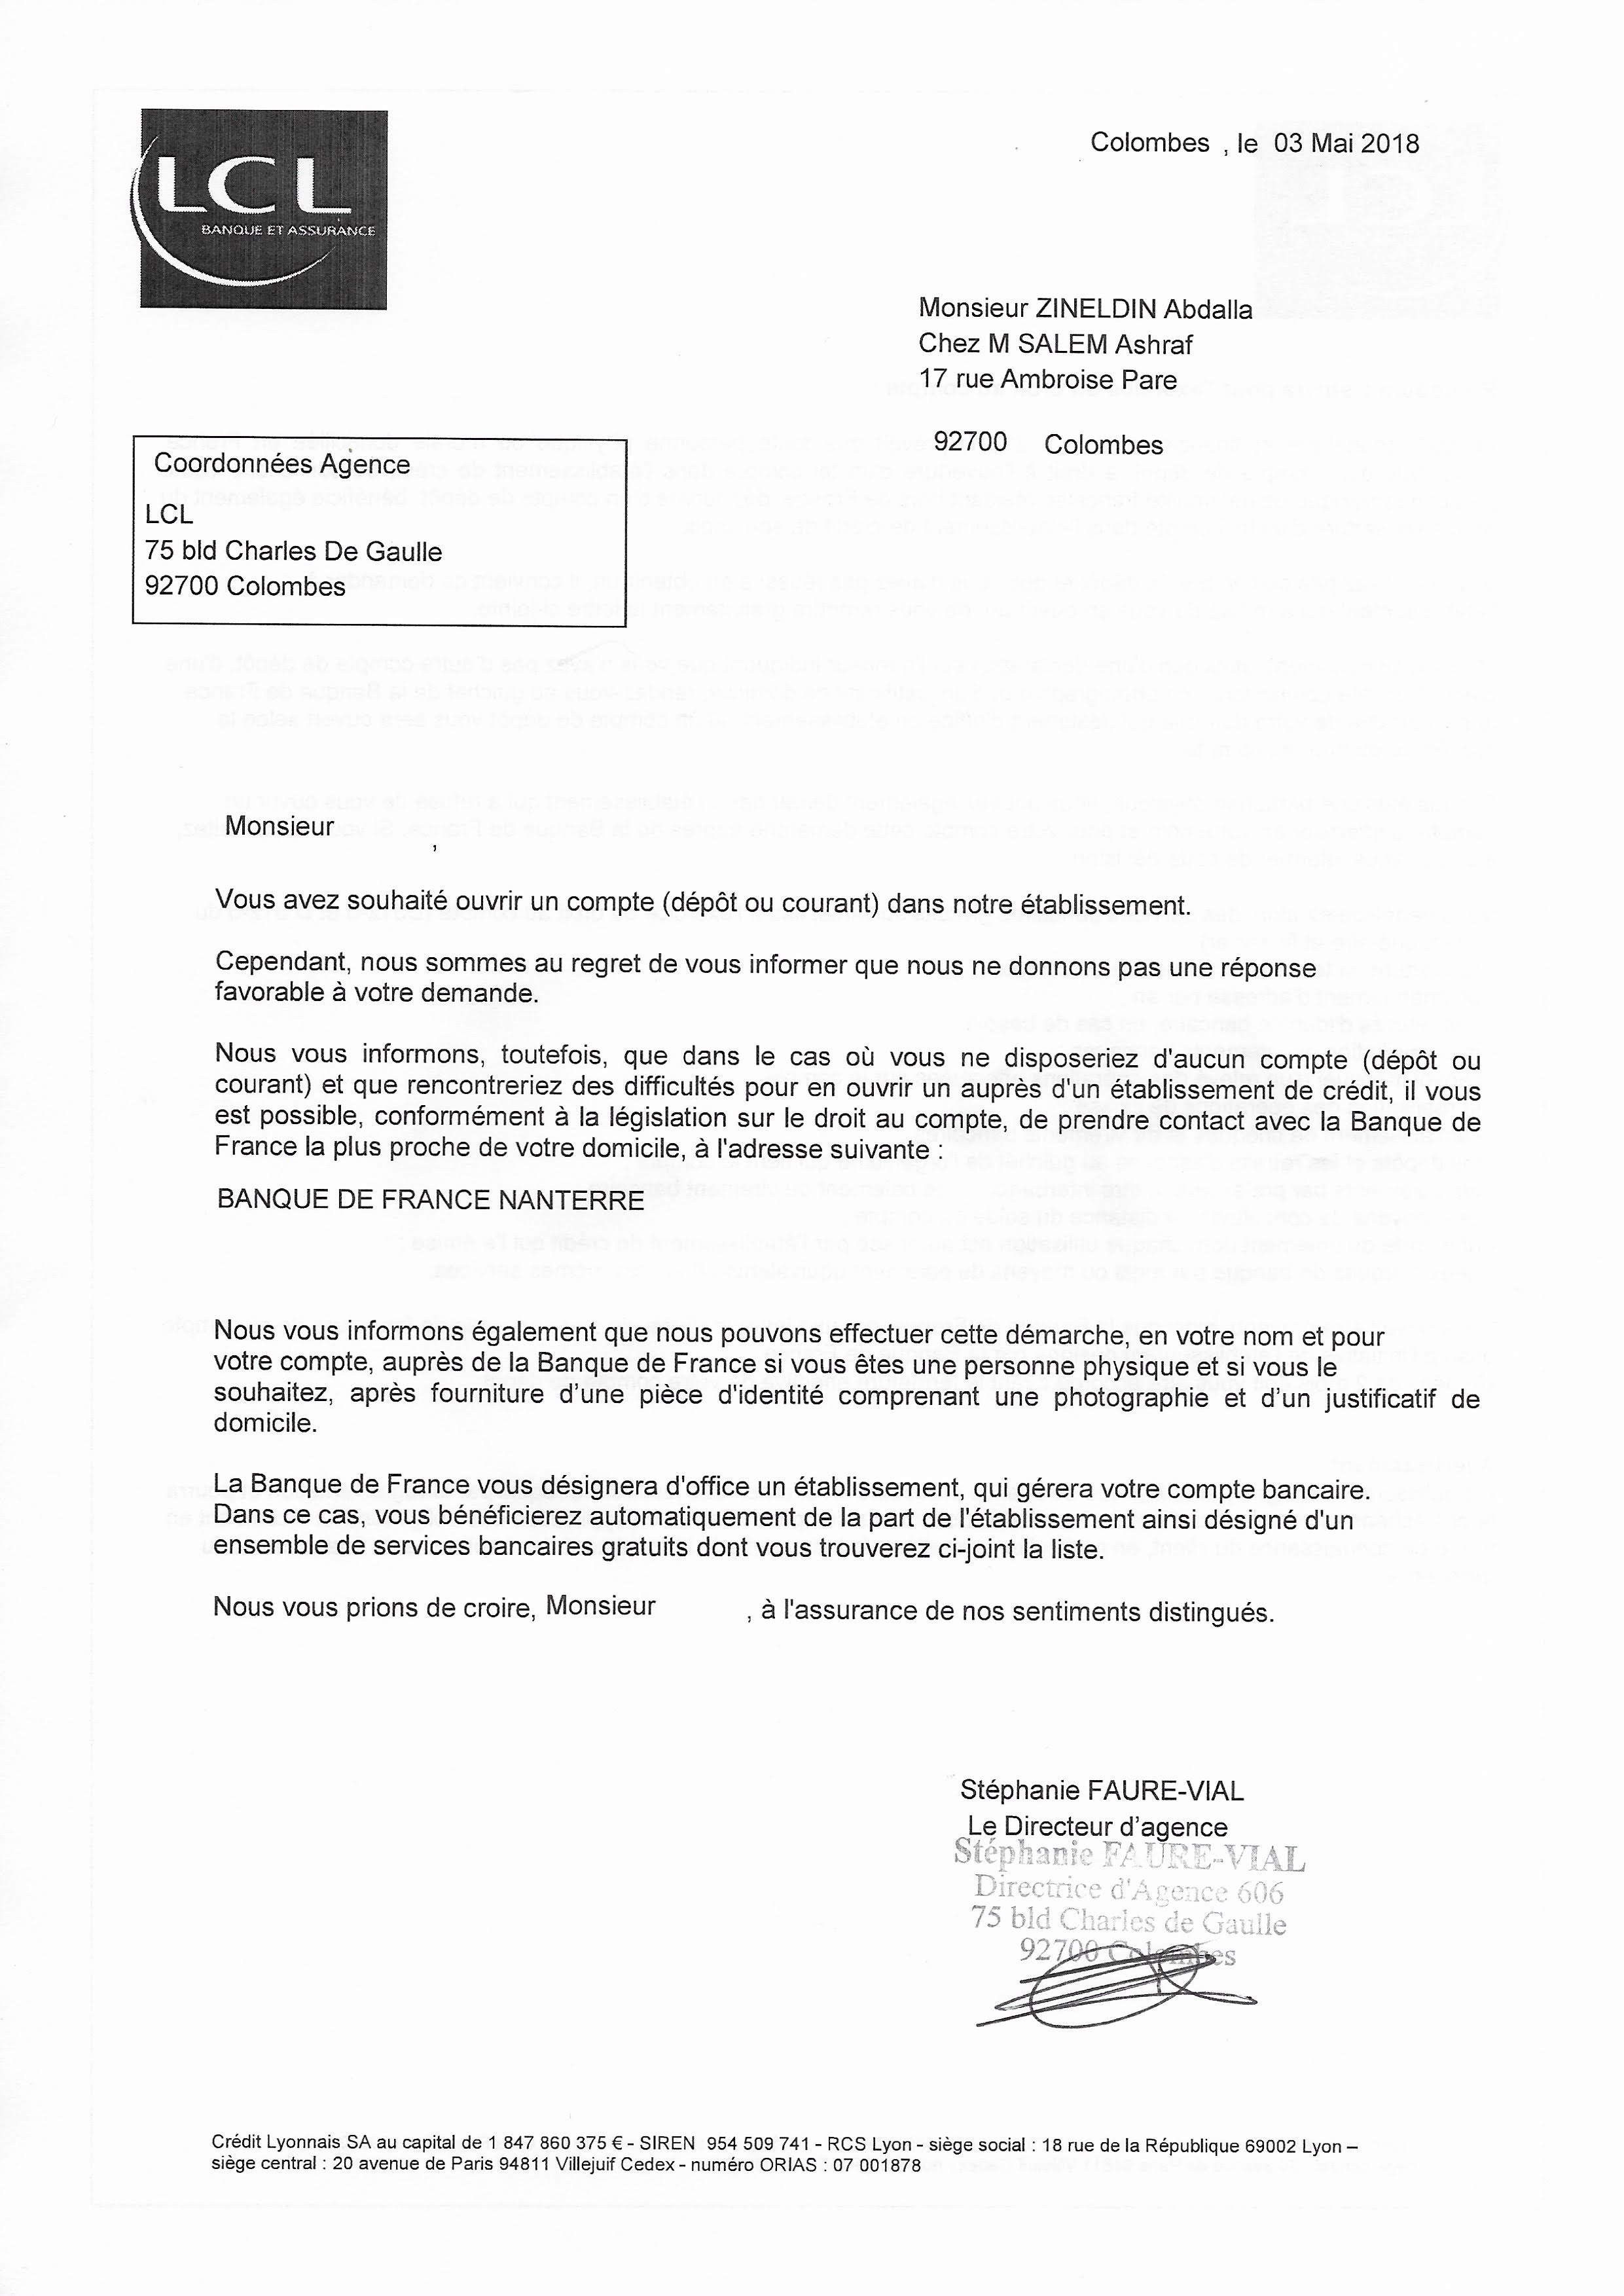 LCL
BANQUE ET ASSURANCE
Colombes , le 03 Mai 2018
Monsieur ZINELDIN Abdalla
Chez M SALEM Ashraf
17 rue Ambroise Pare
92700 Colombes
Coordonnées Agence
LCL
75 bld Charles De Gaulle
92700 Colombes
Monsieur
,
Vous avez souhaité ouvrir un compte (dépôt ou courant) dans notre établissement.
Cependant, nous sommes au regret de vous informer que nous ne donnons pas une réponse
favorable à votre demande.
Nous vous informons, toutefois, que dans le cas où vous ne disposeriez d'aucun compte (dépôt ou
courant) et que rencontreriez des difficultés pour en ouvrir un auprès d'un établissement de crédit, il vous
est possible, conformément à la législation sur le droit au compte, de prendre contact avec la Banque de
France la plus proche de votre domicile, à l'adresse suivante :
BANQUE DE FRANCE NANTERRE
Nous vous informons également que nous pouvons effectuer cette démarche, en votre nom et pour
votre compte, auprès de la Banque de France si vous êtes une personne physique et si vous le
souhaitez, après fourniture d’une pièce d'identité comprenant une photographie et d’un justificatif de
domicile.
La Banque de France vous désignera d'office un établissement, qui gérera votre compte bancaire.
Dans ce cas, vous bénéficierez automatiquement de la part de l'établissement ainsi désigné d'un
ensemble de services bancaires gratuits dont vous trouverez ci-joint la liste.
Nous vous prions de croire, Monsieur , à l'assurance de nos sentiments distingués.
Stéphanie FAURE-VIAL
Le Directeur d’agence
Stéphanie FAURE-VIAL
Directrice d'Agence 606
75 bld Charles de Gaulle
92700 Colombes
Crédit Lyonnais SA au capital de 1 847 860 375 € - SIREN 954 509 741 - RCS Lyon - siège social : 18 rue de la République 69002 Lyon –
siège central : 20 avenue de Paris 94811 Villejuif Cedex - numéro ORIAS : 07 001878